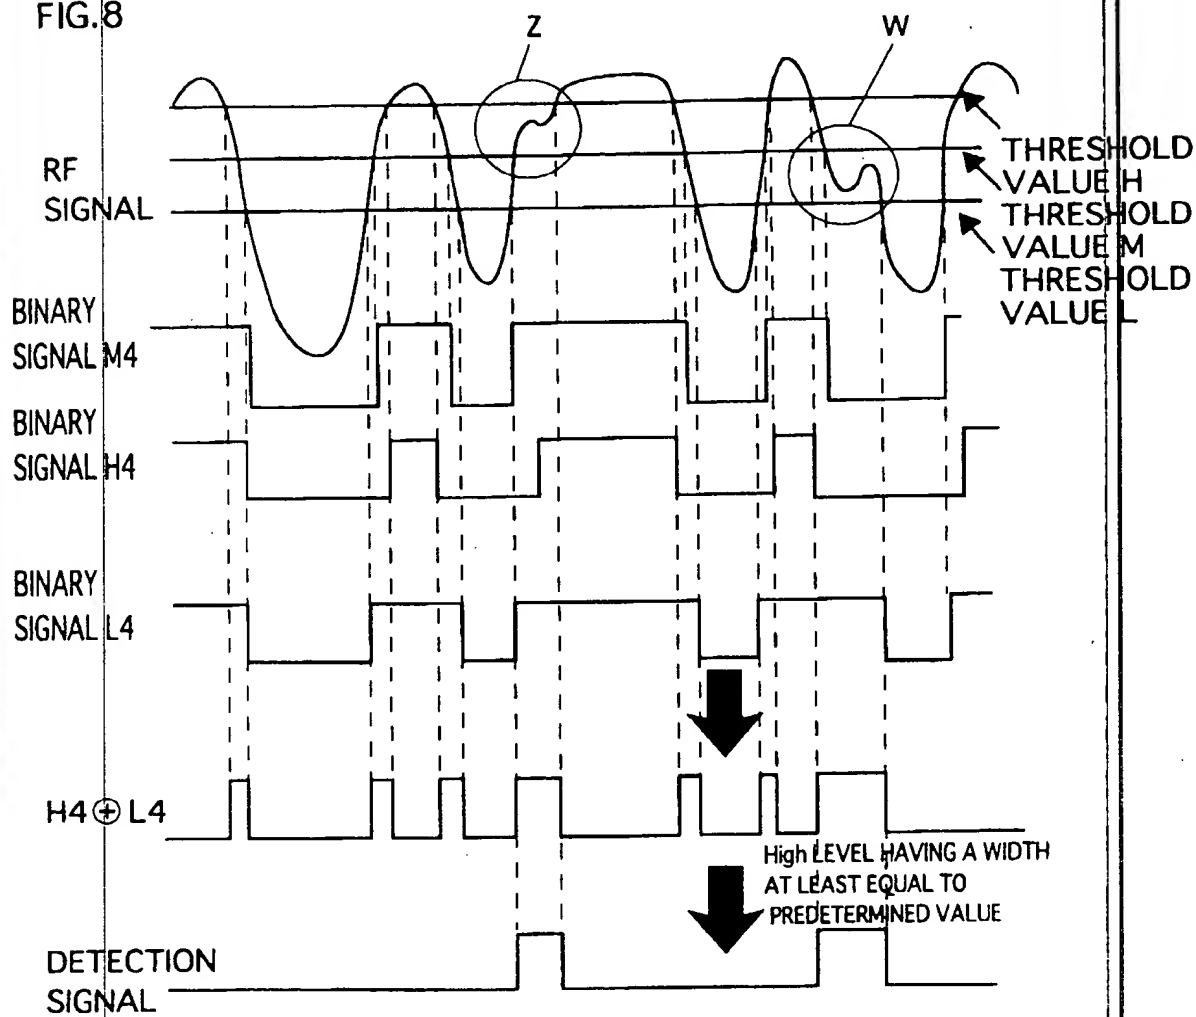 FIG.8
Z
W
RF
SIGNAL
THRESHOLD
VALUE H
THRESHOLD
VALUE M
THRESHOLD
VALUE L
BINARY
SIGNAL M4
BINARY
SIGNAL H4
BINARY
SIGNAL L4
H4 ⊕ L4
High LEVEL HAVING A WIDTH
AT LEAST EQUAL TO
PREDETERMINED VALUE
DETECTION
SIGNAL